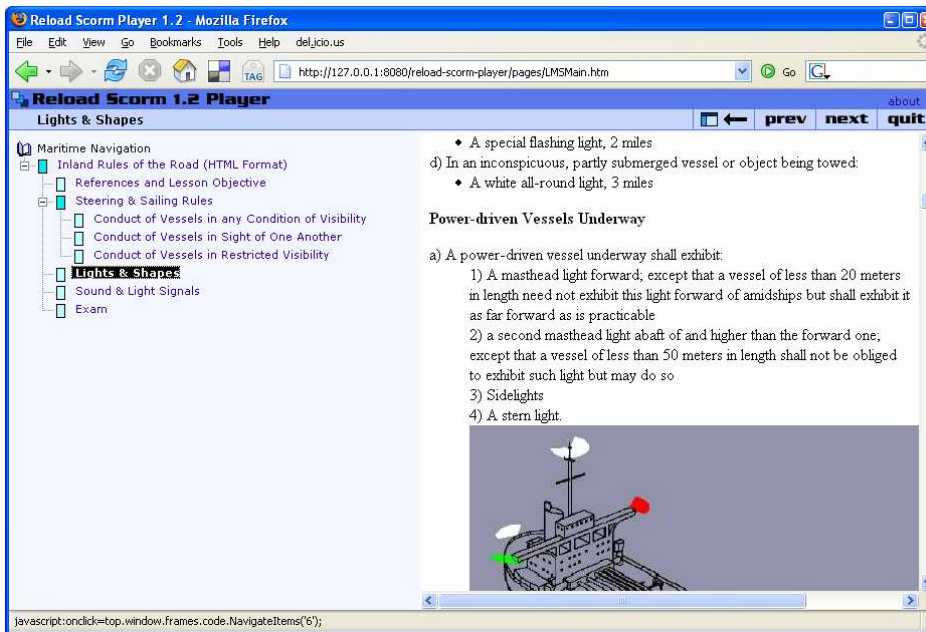 Reload Scorm Player 1.2 - Mozilla Firefox
File Edit View Go Bookmarks Tools Help del.icio.us
TAG http://127.0.0.1:8080/reload-scorm-player/pages/LMSMain.htm Go G
Reload Scorm 1.2 Player
about
Lights & Shapes prev next quit
Maritime Navigation
Inland Rules of the Road (HTML Format)
References and Lesson Objective
Steering & Sailing Rules
Conduct of Vessels in any Condition of Visibility
Conduct of Vessels in Sight of One Another
Conduct of Vessels in Restricted Visibility
Lights & Shapes
Sound & Light Signals
Exam
• A special flashing light, 2 miles
d) In an inconspicuous, partly submerged vessel or object being towed:
• A white all-round light, 3 miles
Power-driven Vessels Underway
a) A power-driven vessel underway shall exhibit:
1) A masthead light forward; except that a vessel of less than 20 meters
in length need not exhibit this light forward of amidships but shall exhibit it
as far forward as is practicable
2) a second masthead light abaft of and higher than the forward one;
except that a vessel of less than 50 meters in length shall not be obliged
to exhibit such light but may do so
3) Sidelights
4) A stern light.
javascript:onclick=top.window.frames.code.NavigateItems('6');